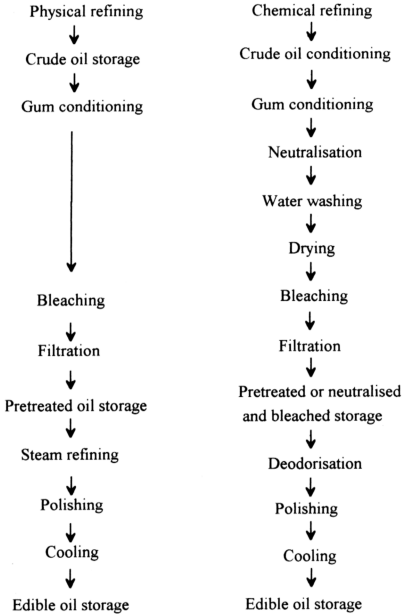 Physical refining
Crude oil storage
Gum conditioning
Bleaching
Filtration
Pretreated oil storage
Steam refining
Polishing
Cooling
Edible oil storage
Chemical refining
Crude oil conditioning
Gum conditioning
Neutralisation
Water washing
Drying
Bleaching
Filtration
Pretreated or neutralised
and bleached storage
Deodorisation
Polishing
Cooling
Edible oil storage